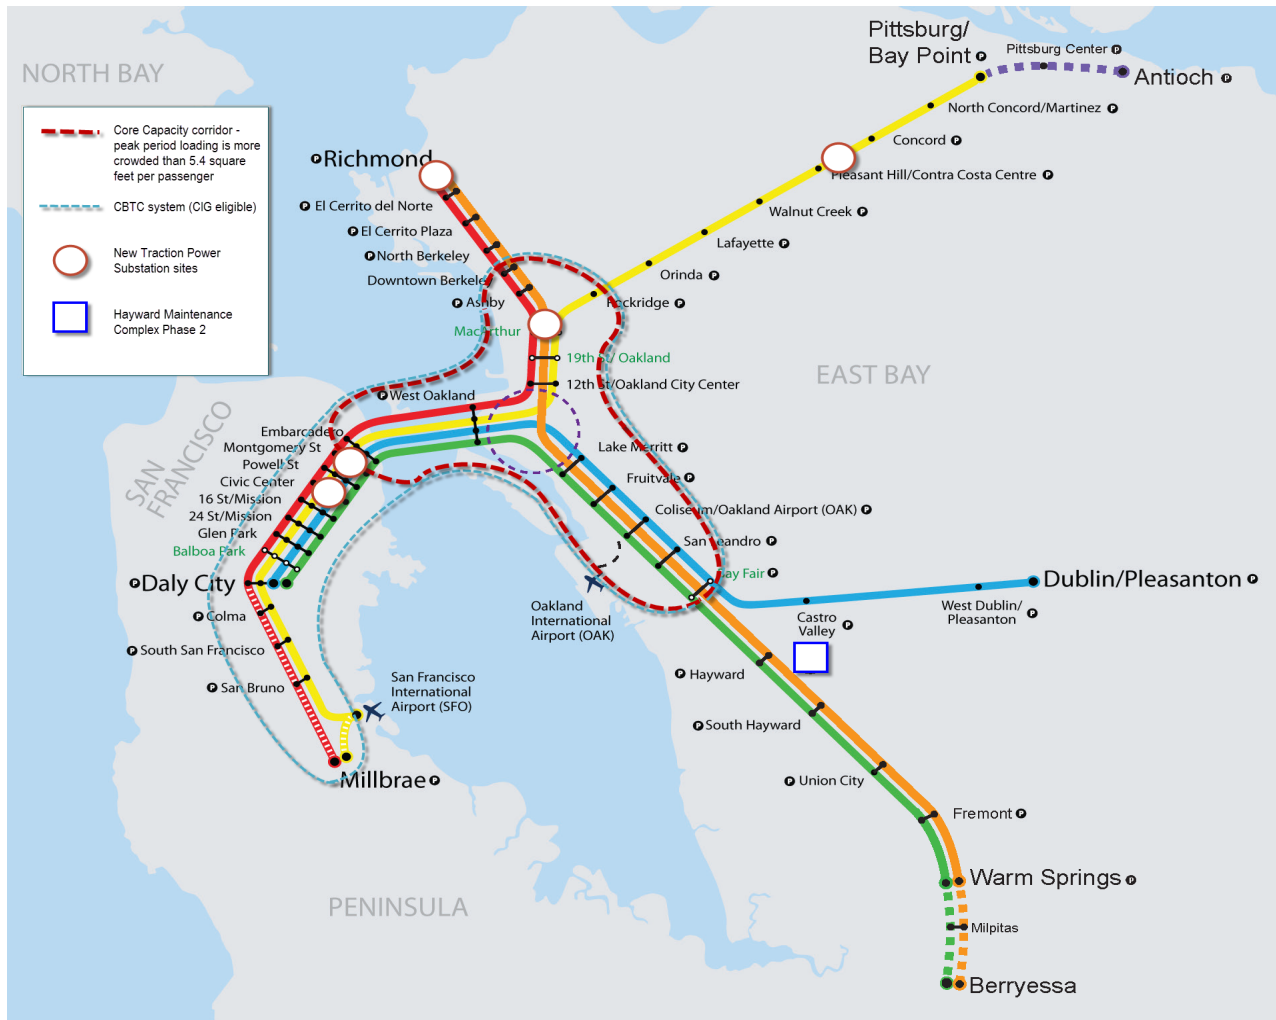 NORTH BAY
Core Capacity corridor -
peak period loading is more
crowded than 5.4 square
feet per passenger
CBTC system (CIG eligible)
New Traction Power
Substation sites
Hayward Maintenance
Complex Phase 2
Pittsburg/
Bay Point P
Pittsburg Center P
Antioch P
North Concord/Martinez P
Concord P
Pleasant Hill/Contra Costa Centre P
Walnut Creek P
Lafayette P
Orinda P
Rockridge P
P Richmond
P El Cerrito del Norte
P El Cerrito Plaza
P North Berkeley
Downtown Berkeley
P Ashby
MacArthur
19th St/ Oakland
12th St/Oakland City Center
EAST BAY
P West Oakland
SAN
FRANCISCO
Embarcadero
Montgomery St
Powell St
Civic Center
16 St/Mission
24 St/Mission
Glen Park
Balboa Park
P Daly City
P Colma
P South San Francisco
P San Bruno
San Francisco
International
Airport (SFO)
Millbrae P
Lake Merritt P
Fruitvale P
Coliseum/Oakland Airport (OAK) P
San Leandro P
Bay Fair P
Oakland
International
Airport (OAK)
Dublin/Pleasanton P
West Dublin/
Pleasanton P
Castro
Valley P
P Hayward
P South Hayward
P Union City
Fremont P
Warm Springs P
Milpitas
Berryessa
PENINSULA